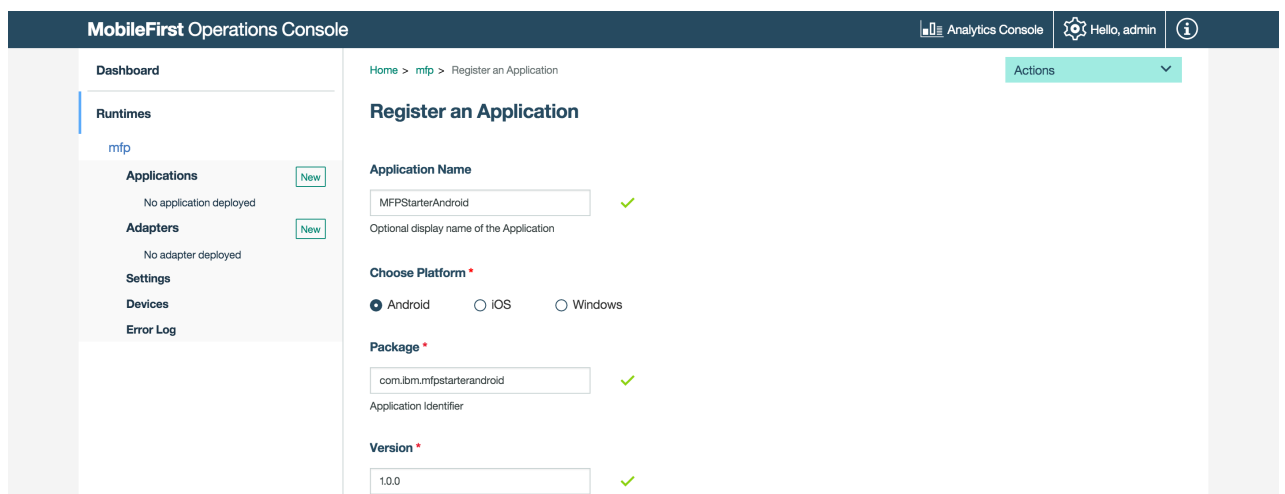 MobileFirst Operations Console
Analytics Console
Hello, admin
Dashboard
Runtimes
mfp
Applications New
No application deployed
Adapters New
No adapter deployed
Settings
Devices
Error Log
Home > mfp > Register an Application
Actions
Register an Application
Application Name
MFPStarterAndroid
Optional display name of the Application
Choose Platform *
Android iOS Windows
Package *
com.ibm.mfpstarterandroid
Application Identifier
Version *
1.0.0